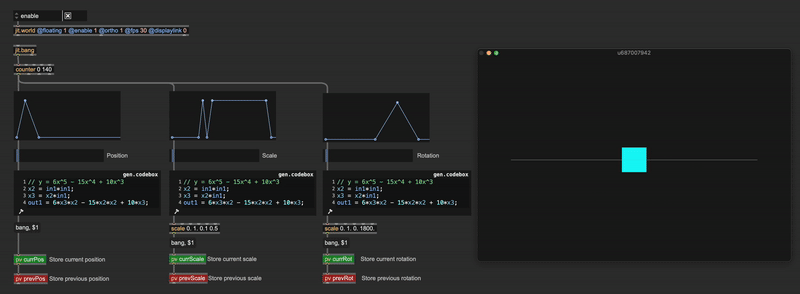 enable
u687007942
jit.world @floating 1 @enable 1 @ortho 1 @fps 30 @displaylink 0
jit.bang
counter 0 140
Position
Scale
Rotation
gen.codebox
1 // y = 6x^5 - 15x^4 + 10x^3
2 x2 = in1*in1;
3 x3 = x2*in1;
4 out1 = 6*x3*x2 - 15*x2*x2 + 10*x3;
gen.codebox
1 // y = 6x^5 - 15x^4 + 10x^3
2 x2 = in1*in1;
3 x3 = x2*in1;
4 out1 = 6*x3*x2 - 15*x2*x2 + 10*x3;
gen.codebox
1 // y = 6x^5 - 15x^4 + 10x^3
2 x2 = in1*in1;
3 x3 = x2*in1;
4 out1 = 6*x3*x2 - 15*x2*x2 + 10*x3;
bang, $1
scale 0. 1. 0.1 0.5
scale 0. 1. 0. 1800.
bang, $1
bang, $1
pv currPos Store current position
pv currScale Store current scale
pv currRot Store current rotation
pv prevPos Store previous position
pv prevScale Store previous scale
pv prevRot Store previous rotation